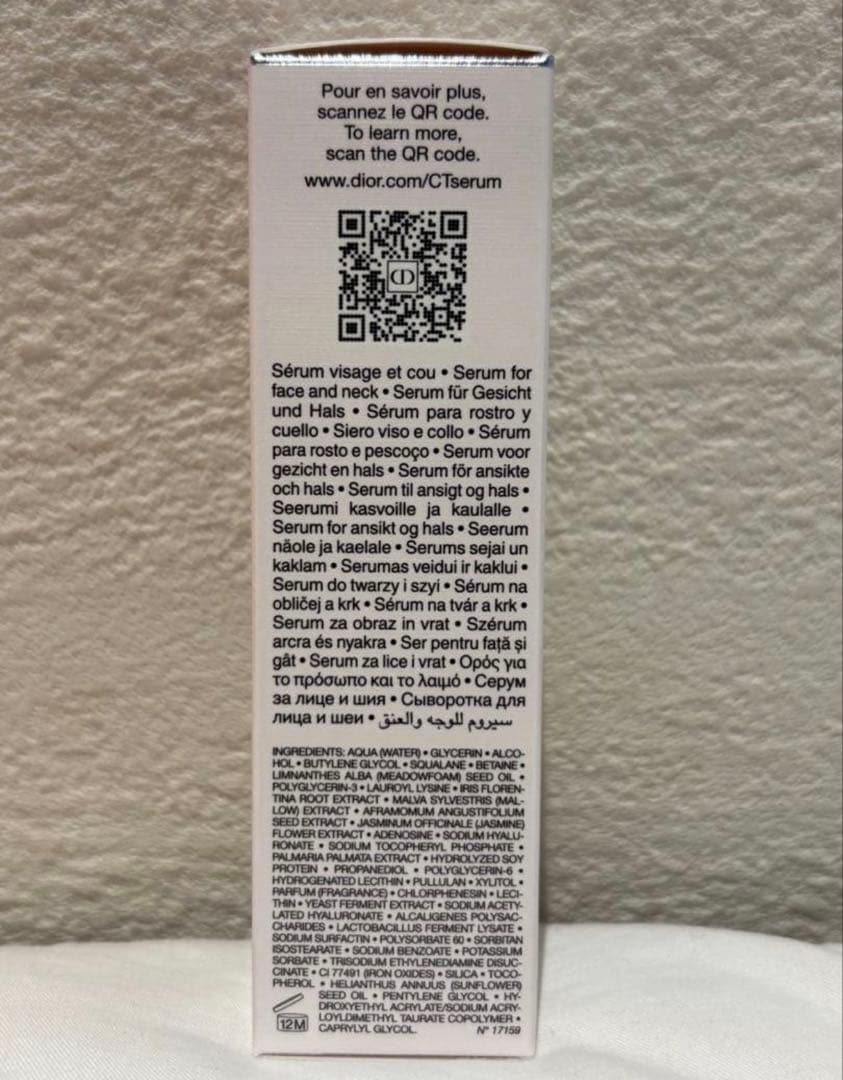 Pour en savoir plus,
scannez le QR code.
To learn more,
scan the QR code.
www.dior.com/CTserum
CD
Sérum visage et cou • Serum for
face and neck • Serum für Gesicht
und Hals • Sérum para rostro y
cuello • Siero viso e collo • Sérum
para rosto e pescoço • Serum voor
gezicht en hals • Serum för ansikte
och hals • Serum til ansigt og hals •
Seerumi kasvoille ja kaulalle •
Serum for ansikt og hals • Seerum
näole ja kaelale • Serums sejai un
kaklam • Serumas veidui ir kaklui •
Serum do twarzy i szyi • Sérum na
obličej a krk • Sérum na tvár a krk •
Serum za obraz in vrat • Szérum
arcra és nyakra • Ser pentru față și
gât • Serum za lice i vrat • Ορός για
το πρόσωπο και το λαιμό • Серум
за лице и шия • Сыворотка для
лица и шеи • سيروم للوجه والعنق
INGREDIENTS: AQUA (WATER) • GLYCERIN • ALCO-
HOL • BUTYLENE GLYCOL • SQUALANE • BETAINE •
LIMNANTHES ALBA (MEADOWFOAM) SEED OIL •
POLYGLYCERIN-3 • LAUROYL LYSINE • IRIS FLOREN-
TINA ROOT EXTRACT • MALVA SYLVESTRIS (MAL-
LOW) EXTRACT • AFRAMOMUM ANGUSTIFOLIUM
SEED EXTRACT • JASMINUM OFFICINALE (JASMINE)
FLOWER EXTRACT • ADENOSINE • SODIUM HYALU-
RONATE • SODIUM TOCOPHERYL PHOSPHATE •
PALMARIA PALMATA EXTRACT • HYDROLYZED SOY
PROTEIN • PROPANEDIOL • POLYGLYCERIN-6 •
HYDROGENATED LECITHIN • PULLULAN • XYLITOL •
PARFUM (FRAGRANCE) • CHLORPHENESIN • LECI-
THIN • YEAST FERMENT EXTRACT • SODIUM ACETY-
LATED HYALURONATE • ALCALIGENES POLYSAC-
CHARIDES • LACTOBACILLUS FERMENT LYSATE •
SODIUM SURFACTIN • POLYSORBATE 60 • SORBITAN
ISOSTEARATE • SODIUM BENZOATE • POTASSIUM
SORBATE • TRISODIUM ETHYLENEDIAMINE DISUC-
CINATE • CI 77491 (IRON OXIDES) • SILICA • TOCO-
PHEROL • HELIANTHUS ANNUUS (SUNFLOWER)
SEED OIL • PENTYLENE GLYCOL • HY-
DROXYETHYL ACRYLATE/SODIUM ACRY-
LOYLDIMETHYL TAURATE COPOLYMER •
CAPRYLYL GLYCOL. N° 17159
12M